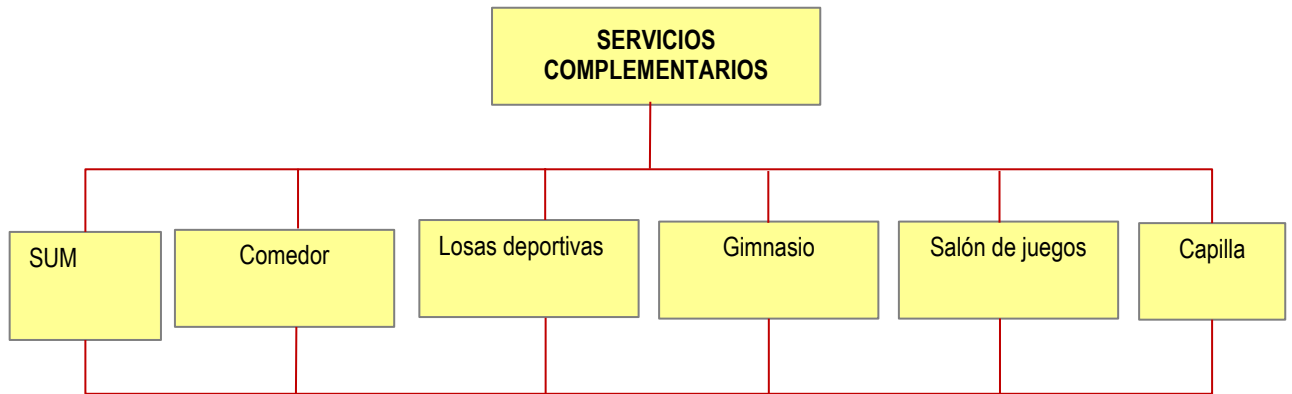 SERVICIOS
COMPLEMENTARIOS
SUM
Comedor
Losas deportivas
Gimnasio
Salón de juegos
Capilla